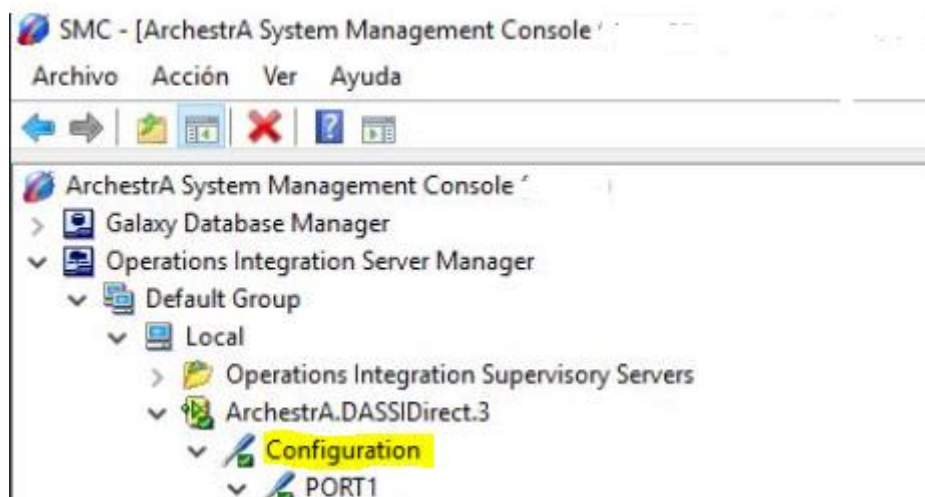 SMC - [ArchestrA System Management Console
Archivo Acción Ver Ayuda
ArchestrA System Management Console
Galaxy Database Manager
Operations Integration Server Manager
Default Group
Local
Operations Integration Supervisory Servers
ArchestrA.DASSIDirect.3
Configuration
PORT1